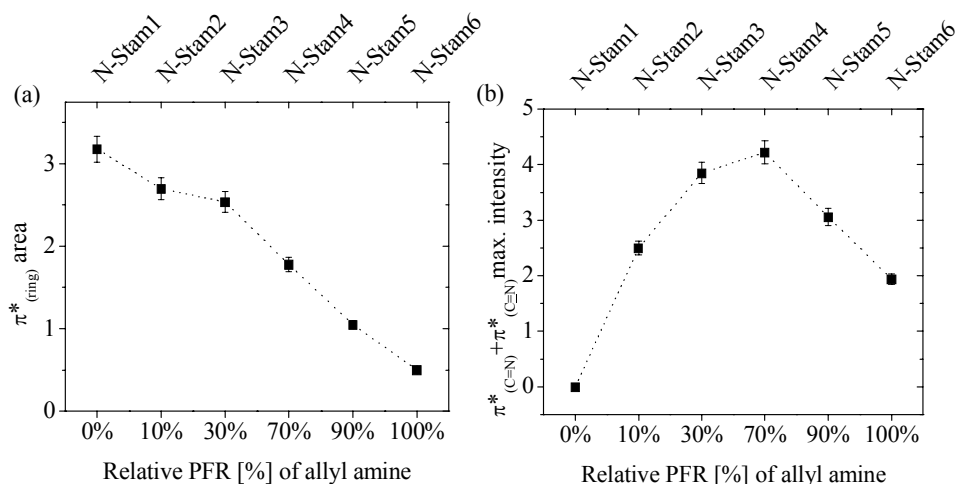 N-Stam1 N-Stam2 N-Stam3 N-Stam4 N-Stam5 N-Stam6
(a)
π*(ring) area
3
2
1
0
0% 10% 30% 70% 90% 100%
Relative PFR [%] of allyl amine
N-Stam1 N-Stam2 N-Stam3 N-Stam4 N-Stam5 N-Stam6
(b)
π*(C=N)+π*(C≡N) max. intensity
5
4
3
2
1
0
0% 10% 30% 70% 90% 100%
Relative PFR [%] of allyl amine